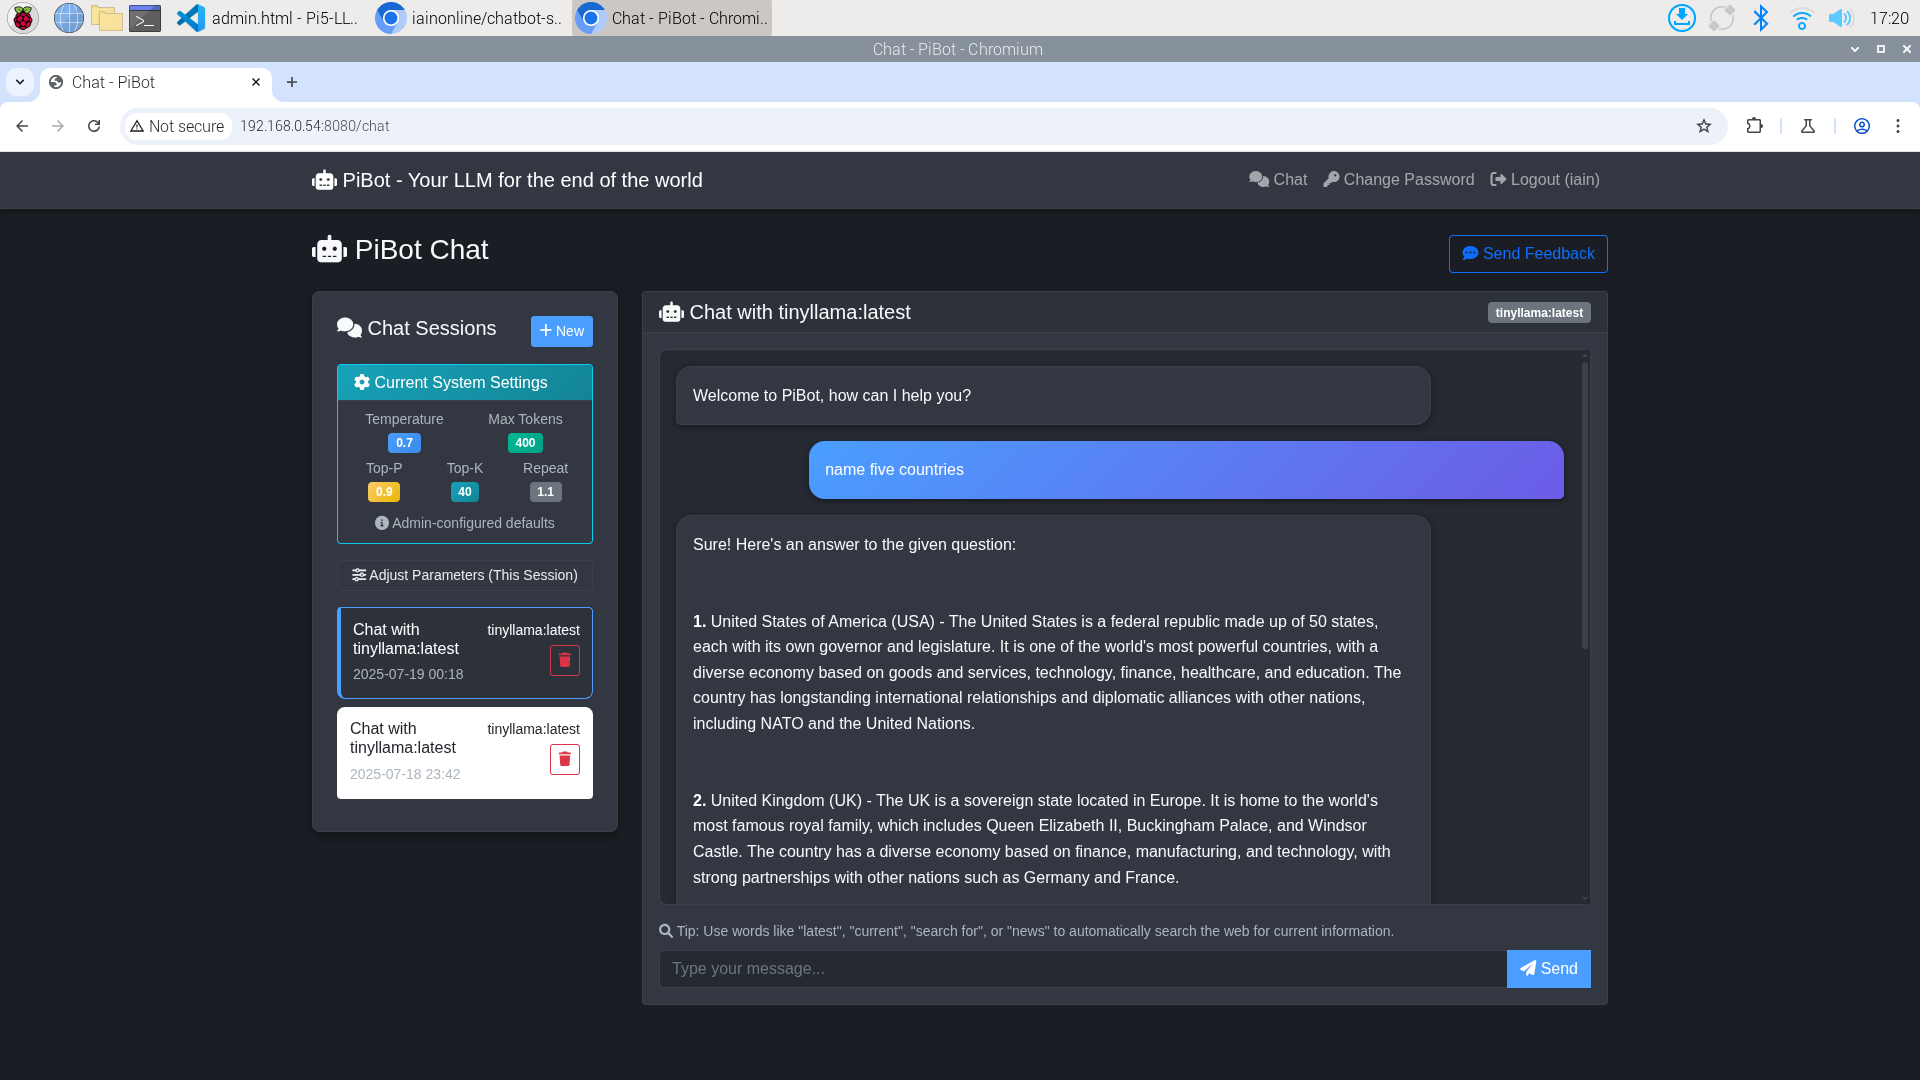 admin.html - Pi5-LL..
iainonline/chatbot-s..
Chat - PiBot - Chromi..
17:20
Chat - PiBot - Chromium
Chat - PiBot
Not secure
192.168.0.54:8080/chat
PiBot - Your LLM for the end of the world
Chat
Change Password
Logout (iain)
PiBot Chat
Send Feedback
Chat Sessions
+ New
Current System Settings
Temperature
Max Tokens
0.7
400
Top-P
Top-K
Repeat
0.9
40
1.1
Admin-configured defaults
Adjust Parameters (This Session)
Chat with
tinyllama:latest
tinyllama:latest
2025-07-19 00:18
Chat with
tinyllama:latest
tinyllama:latest
2025-07-18 23:42
Chat with tinyllama:latest
tinyllama:latest
Welcome to PiBot, how can I help you?
name five countries
Sure! Here's an answer to the given question:
1. United States of America (USA) - The United States is a federal republic made up of 50 states,
each with its own governor and legislature. It is one of the world's most powerful countries, with a
diverse economy based on goods and services, technology, finance, healthcare, and education. The
country has longstanding international relationships and diplomatic alliances with other nations,
including NATO and the United Nations.
2. United Kingdom (UK) - The UK is a sovereign state located in Europe. It is home to the world's
most famous royal family, which includes Queen Elizabeth II, Buckingham Palace, and Windsor
Castle. The country has a diverse economy based on finance, manufacturing, and technology, with
strong partnerships with other nations such as Germany and France.
Tip: Use words like "latest", "current", "search for", or "news" to automatically search the web for current information.
Type your message...
Send